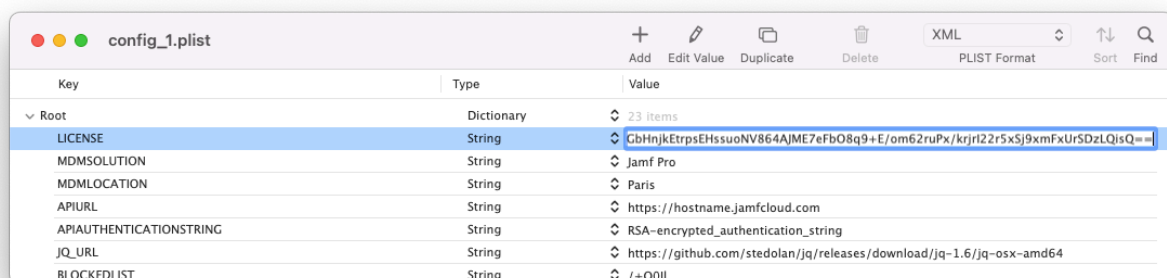 config_1.plist
Add Edit Value Duplicate Delete XML PLIST Format Sort Find
Key Type Value
Root Dictionary 23 items
LICENSE String GbHnjkEtrpsEHssuoNV864AJME7eFbO8q9+E/om62ruPx/krjrl22r5xSj9xmFxUrSDzLQisQ==
MDMSOLUTION String Jamf Pro
MDMLOCATION String Paris
APIURL String https://hostname.jamfcloud.com
APIAUTHENTICATIONSTRING String RSA-encrypted_authentication_string
JQ_URL String https://github.com/stedolan/jq/releases/download/jq-1.6/jq-osx-amd64
BLOCKEDLIST String